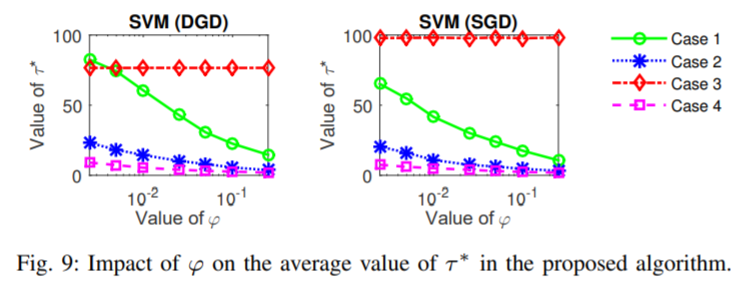 SVM (DGD)
100
50
0
Value of τ*
10-2
10-1
Value of φ
SVM (SGD)
100
50
0
Value of τ*
10-2
10-1
Value of φ
Case 1
Case 2
Case 3
Case 4
Fig. 9: Impact of φ on the average value of τ* in the proposed algorithm.